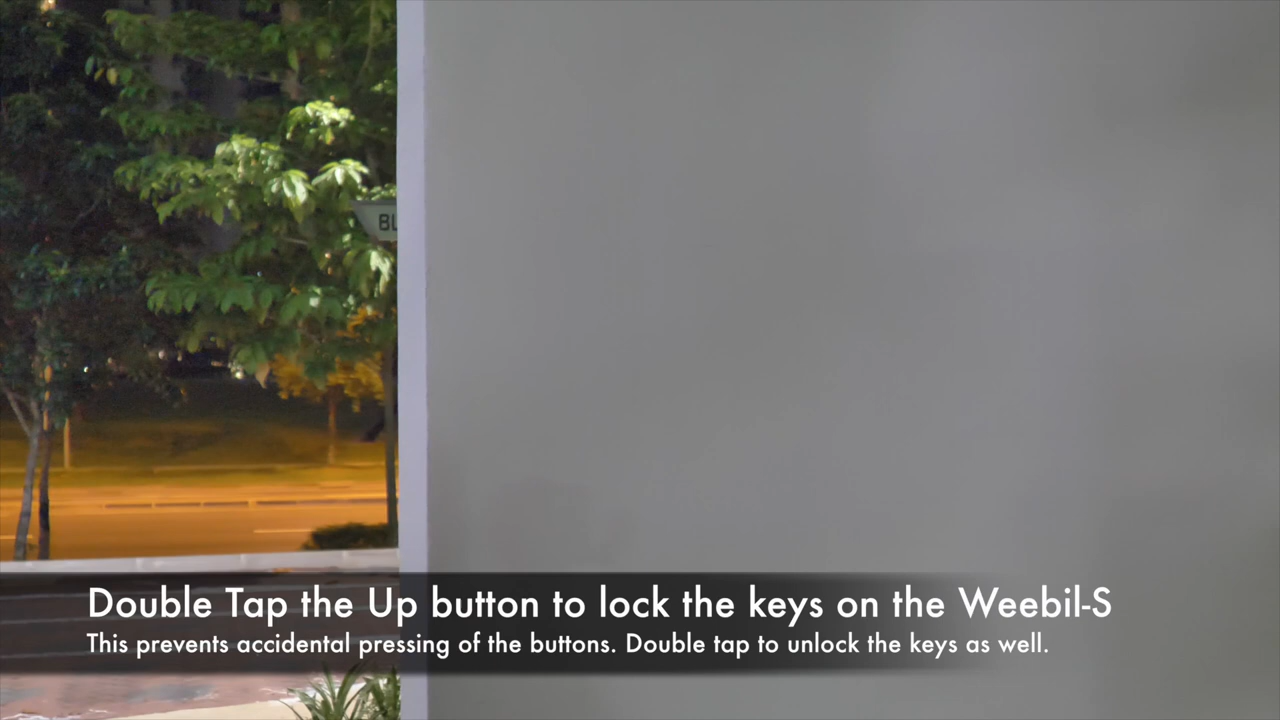 BL
Double Tap the Up button to lock the keys on the Weebil-S
This prevents accidental pressing of the buttons. Double tap to unlock the keys as well.